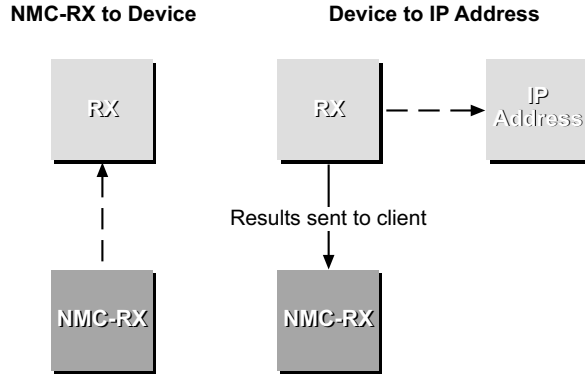 NMC-RX to Device
Device to IP Address
RX
RX
IP
Address
Results sent to client
NMC-RX
NMC-RX